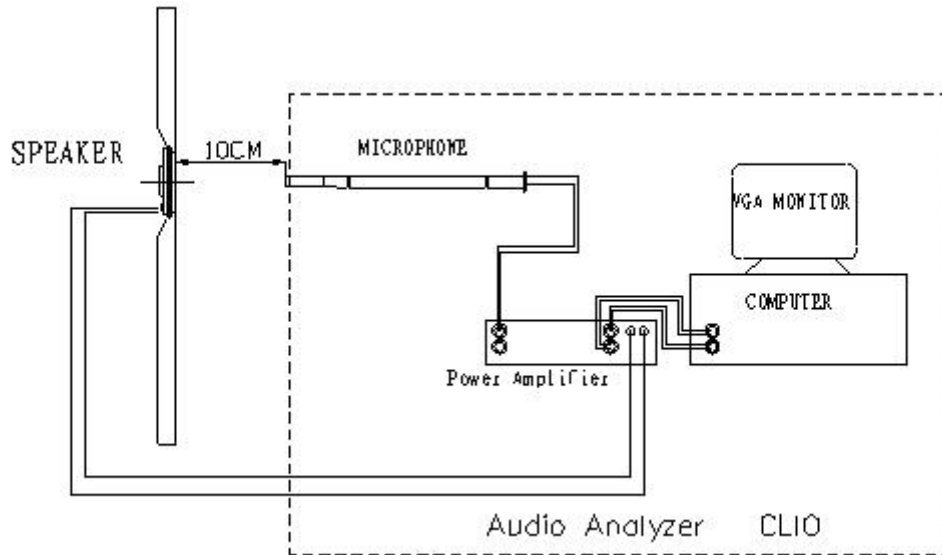 SPEAKER
10CM
MICROPHONE
VGA MONITOR
COMPUTER
Power Amplifier
Audio Analyzer CLIO